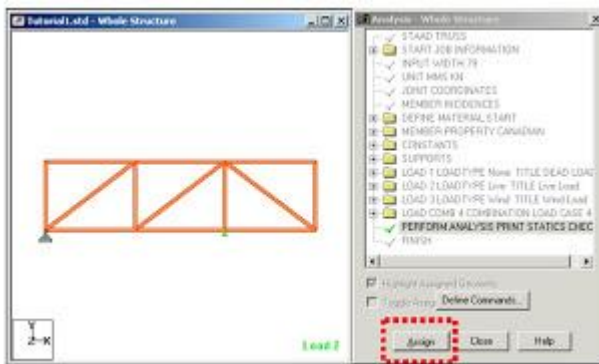 Tutorial1.std - Whole Structure
Y
Z-X
Load 2
Analysis - Whole Structure
STAAD TRUSS
START JOB INFORMATION
INPUT WIDTH 79
UNIT MMS KN
JOINT COORDINATES
MEMBER INCIDENCES
DEFINE MATERIAL START
MEMBER PROPERTY CANADIAN
CONSTANTS
SUPPORTS
LOAD 1 LOADTYPE None TITLE DEAD LOAD
LOAD 2 LOADTYPE Live TITLE Live Load
LOAD 3 LOADTYPE Wind TITLE Wind Load
LOAD COMB 4 COMBINATION LOAD CASE 4
PERFORM ANALYSIS PRINT STATICS CHEC
FINISH
Highlight Assigned Geometry
Toggle Assign Define Commands...
Assign Close Help